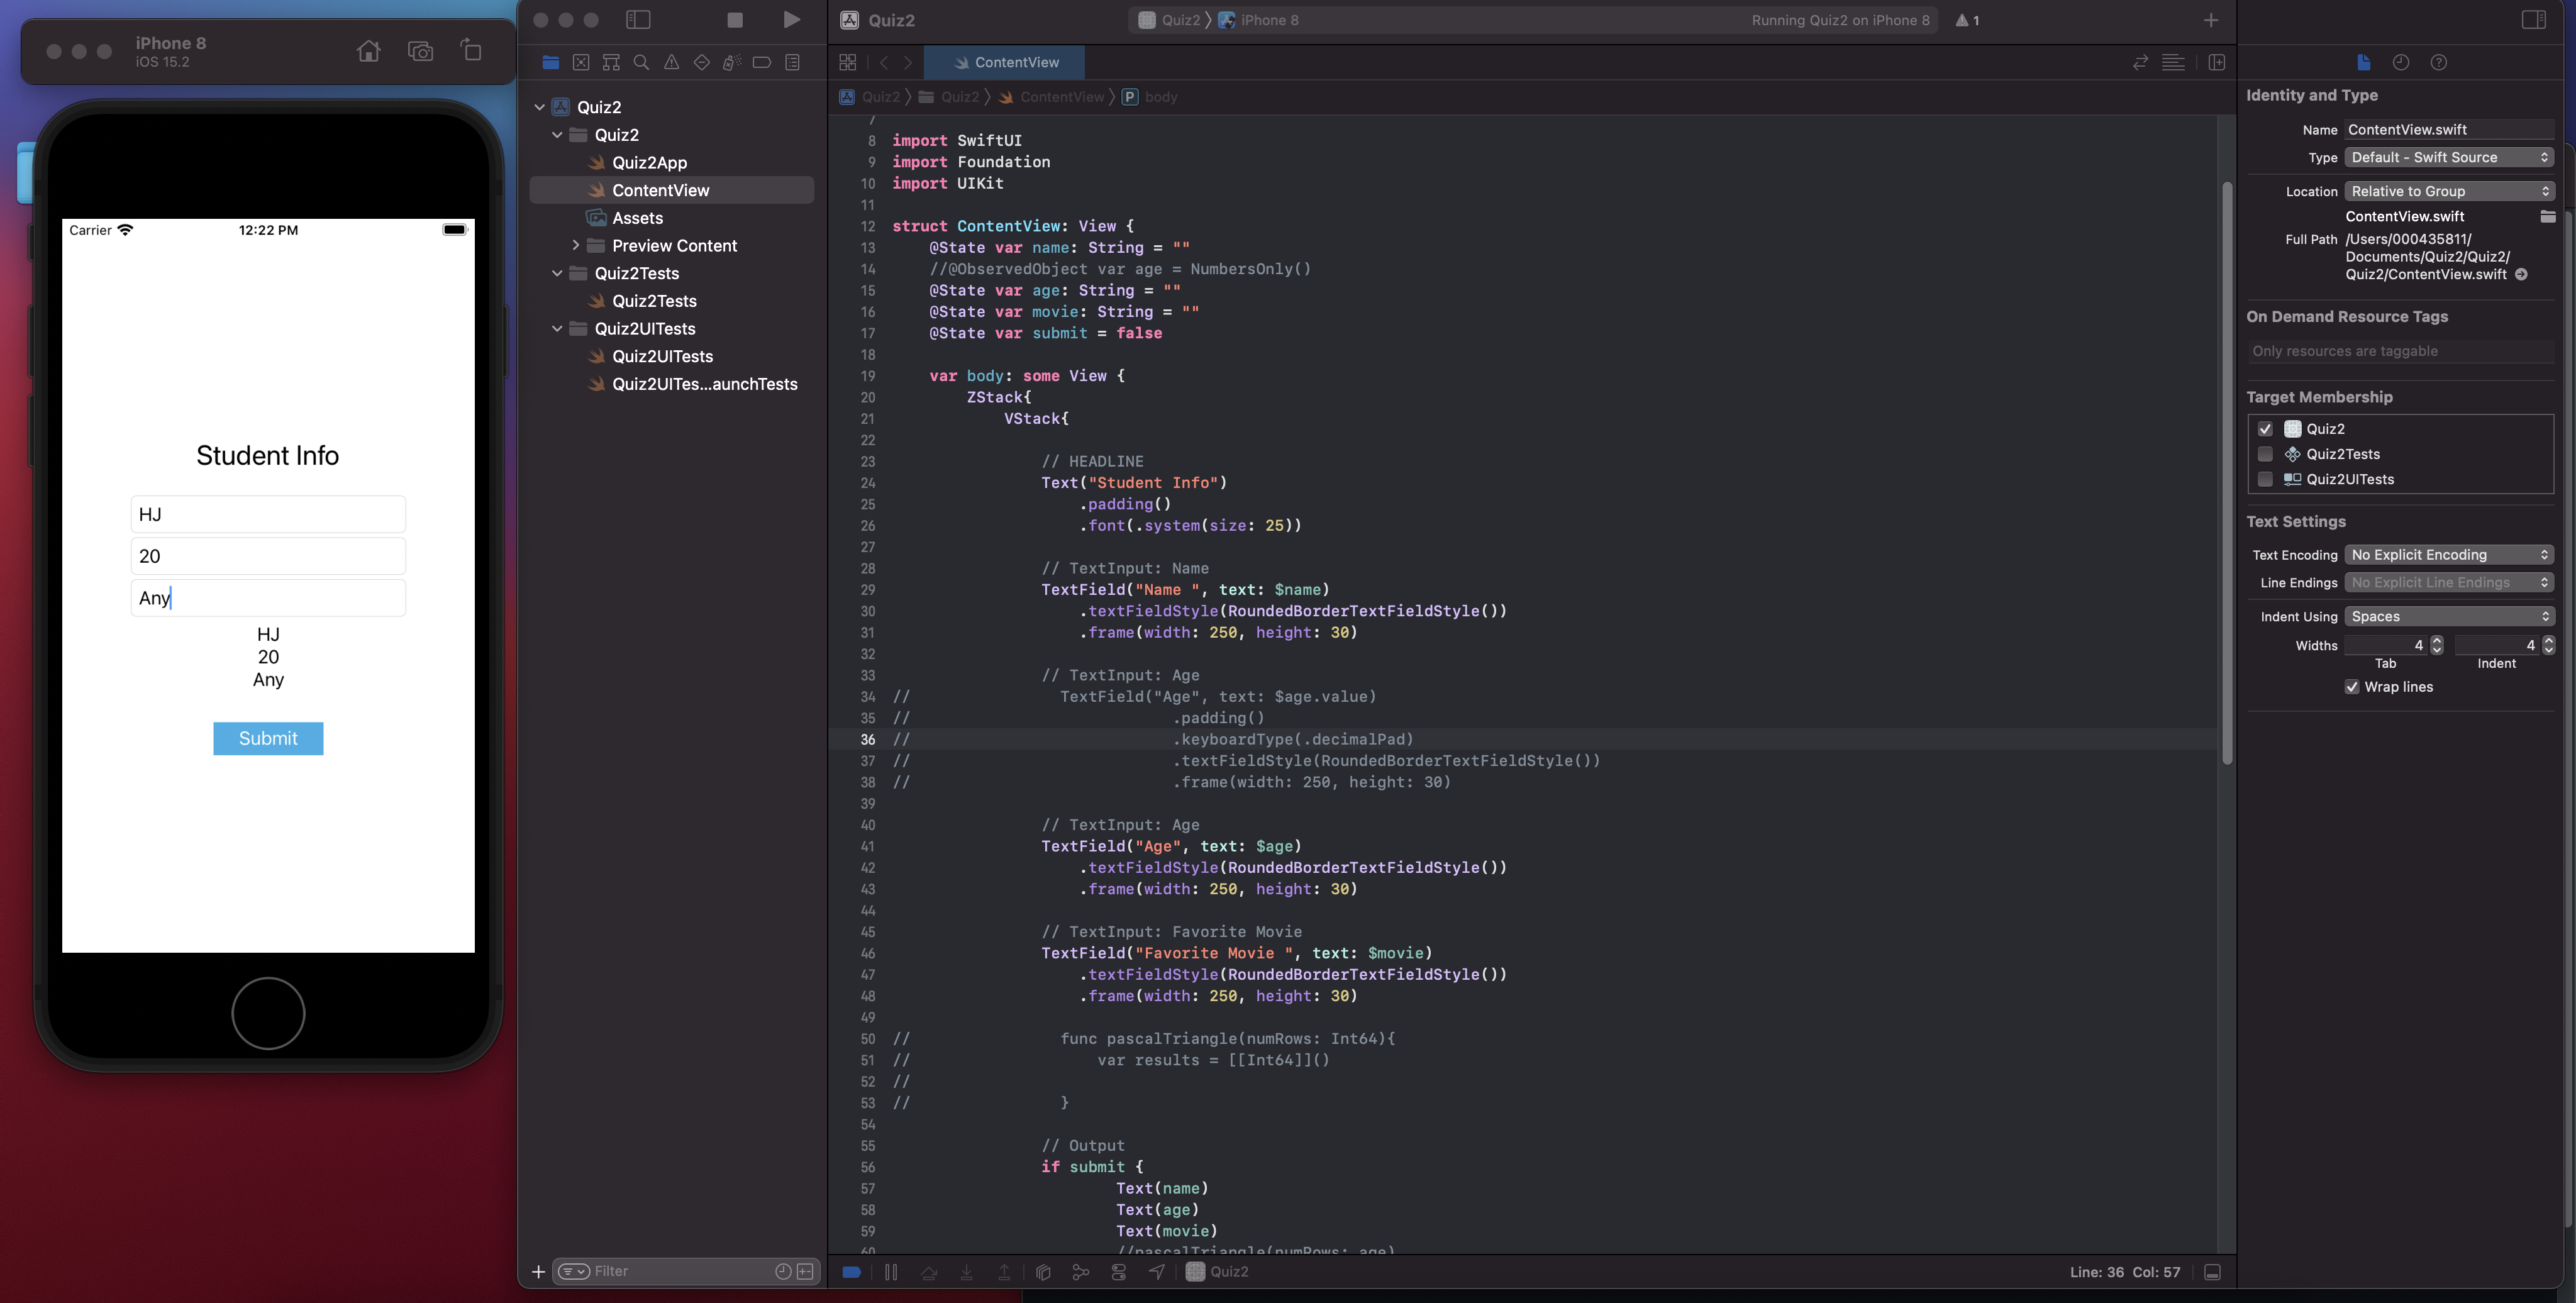 iPhone 8
iOS 15.2
Carrier
12:22 PM
Student Info
HJ
20
Any
HJ
20
Any
Submit
Quiz2
Quiz2
Quiz2App
ContentView
Assets
Preview Content
Quiz2Tests
Quiz2Tests
Quiz2UITests
Quiz2UITests
Quiz2UITes...aunchTests
Filter
Quiz2
Quiz2 〉 iPhone 8
Running Quiz2 on iPhone 8
1
ContentView
Quiz2 〉 Quiz2 〉 ContentView 〉 P body
7
8 import SwiftUI
9 import Foundation
10 import UIKit
11
12 struct ContentView: View {
13 @State var name: String = ""
14 //@ObservedObject var age = NumbersOnly()
15 @State var age: String = ""
16 @State var movie: String = ""
17 @State var submit = false
18
19 var body: some View {
20 ZStack{
21 VStack{
22
23 // HEADLINE
24 Text("Student Info")
25 .padding()
26 .font(.system(size: 25))
27
28 // TextInput: Name
29 TextField("Name ", text: $name)
30 .textFieldStyle(RoundedBorderTextFieldStyle())
31 .frame(width: 250, height: 30)
32
33 // TextInput: Age
34 // TextField("Age", text: $age.value)
35 // .padding()
36 // .keyboardType(.decimalPad)
37 // .textFieldStyle(RoundedBorderTextFieldStyle())
38 // .frame(width: 250, height: 30)
39
40 // TextInput: Age
41 TextField("Age", text: $age)
42 .textFieldStyle(RoundedBorderTextFieldStyle())
43 .frame(width: 250, height: 30)
44
45 // TextInput: Favorite Movie
46 TextField("Favorite Movie ", text: $movie)
47 .textFieldStyle(RoundedBorderTextFieldStyle())
48 .frame(width: 250, height: 30)
49
50 // func pascalTriangle(numRows: Int64){
51 // var results = [[Int64]]()
52 //
53 // }
54
55 // Output
56 if submit {
57 Text(name)
58 Text(age)
59 Text(movie)
60 //pascalTriangle(numRows: age)
Quiz2
Line: 36 Col: 57
Identity and Type
Name ContentView.swift
Type Default - Swift Source
Location Relative to Group
ContentView.swift
Full Path /Users/000435811/
Documents/Quiz2/Quiz2/
Quiz2/ContentView.swift
On Demand Resource Tags
Only resources are taggable
Target Membership
Quiz2
Quiz2Tests
Quiz2UITests
Text Settings
Text Encoding No Explicit Encoding
Line Endings No Explicit Line Endings
Indent Using Spaces
Widths 4 4
Tab Indent
Wrap lines